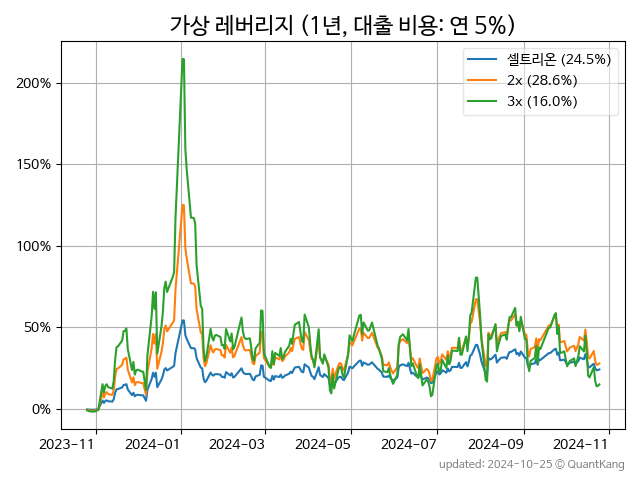 가상 레버리지 (1년, 대출 비용: 연 5%)
셀트리온 (24.5%)
2x (28.6%)
3x (16.0%)
200%
150%
100%
50%
0%
2023-11
2024-01
2024-03
2024-05
2024-07
2024-09
2024-11
updated: 2024-10-25 © QuantKang